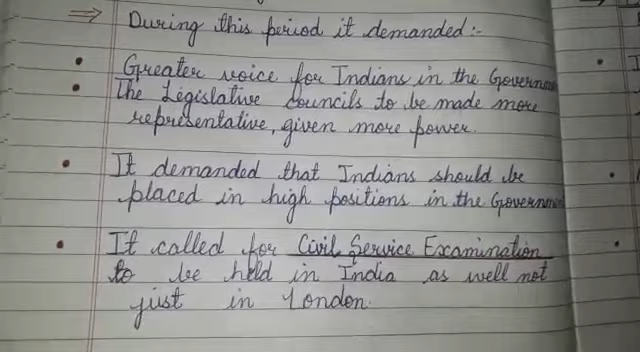 ⇒ During this period it demanded :-
• Greater voice for Indians in the Governmen
• The Legislative councils to be made more
representative, given more power.
• It demanded that Indians should be
placed in high positions in the Governmen
• It called for Civil Service Examination
to be held in India as well not
just in London.